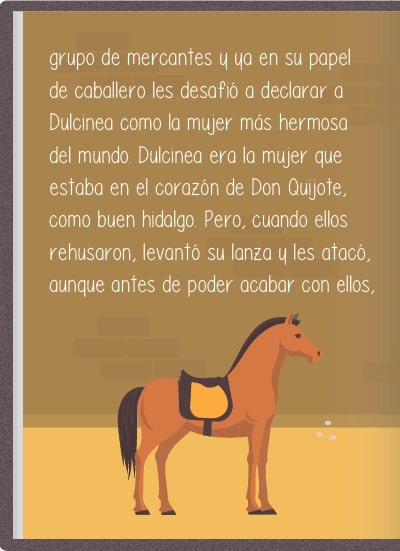 grupo de mercantes y ya en su papel
de caballero les desafió a declarar a
Dulcinea como la mujer más hermosa
del mundo. Dulcinea era la mujer que
estaba en el corazón de Don Quijote,
como buen hidalgo. Pero, cuando ellos
rehusaron, levantó su lanza y les atacó,
aunque antes de poder acabar con ellos,